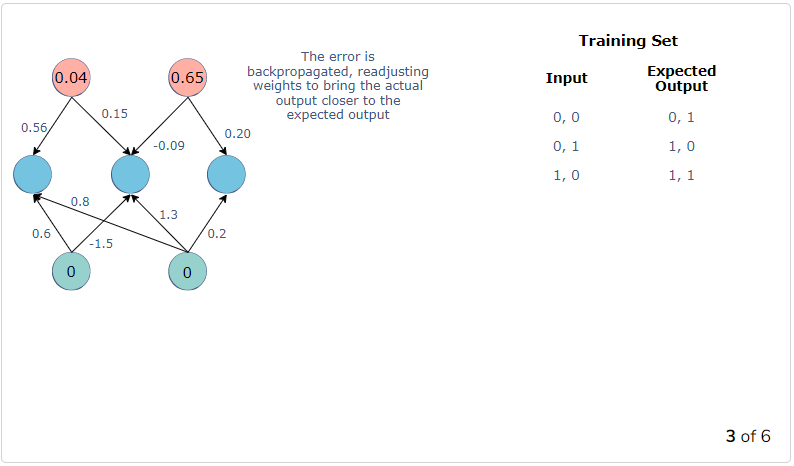 Training Set
The error is
backpropagated, readjusting
weights to bring the actual
output closer to the
expected output
Input
Expected
Output
0, 0
0, 1
0, 1
1, 0
1, 0
1, 1
0.04
0.65
0.56
0.15
-0.09
0.20
0.8
1.3
0.6
-1.5
0.2
0
0
3 of 6